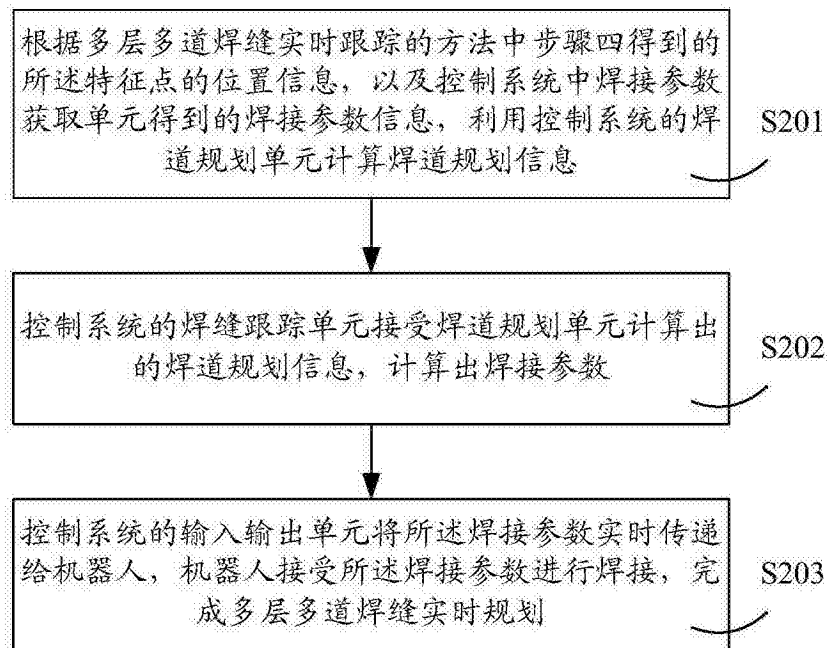 根据多层多道焊缝实时跟踪的方法中步骤四得到的
所述特征点的位置信息，以及控制系统中焊接参数
获取单元得到的焊接参数信息，利用控制系统的焊
道规划单元计算焊道规划信息
S201
控制系统的焊缝跟踪单元接受焊道规划单元计算出
的焊道规划信息，计算出焊接参数
S202
控制系统的输入输出单元将所述焊接参数实时传递
给机器人，机器人接受所述焊接参数进行焊接，完
成多层多道焊缝实时规划
S203